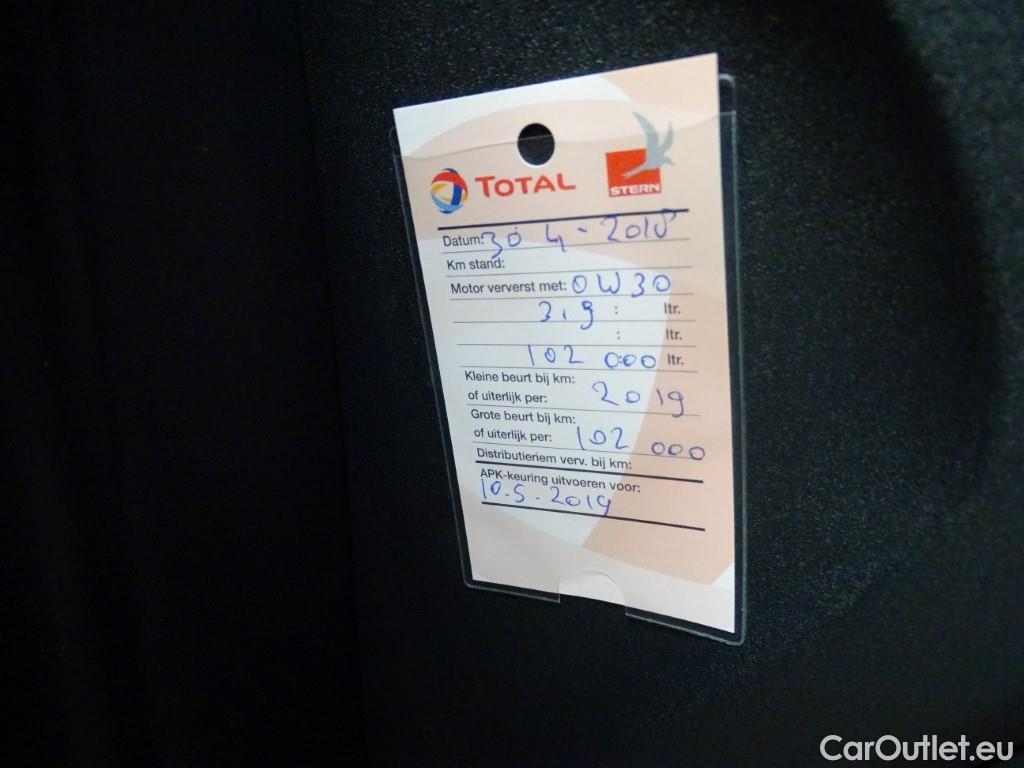 TOTAL
STERN
Datum: 30 4 - 2018
Km stand:
Motor ververst met: 0W30
3,9 : ltr.
: ltr.
102 000 ltr.
Kleine beurt bij km:
of uiterlijk per: 2019
Grote beurt bij km:
of uiterlijk per: 102 000
Distributieriem verv. bij km:
APK-keuring uitvoeren voor:
10-5-2019
CarOutlet.eu